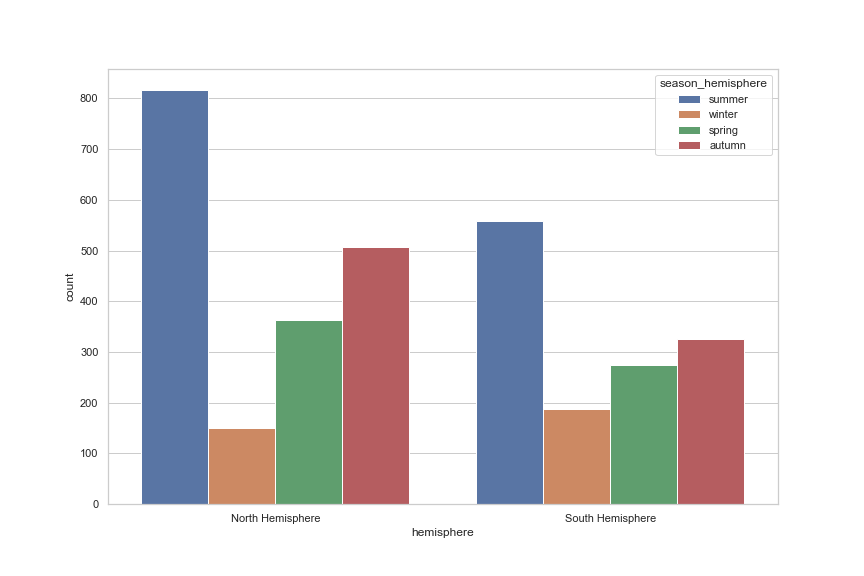 season_hemisphere
summer
winter
spring
autumn
800
700
600
500
400
300
200
100
0
count
North Hemisphere
South Hemisphere
hemisphere